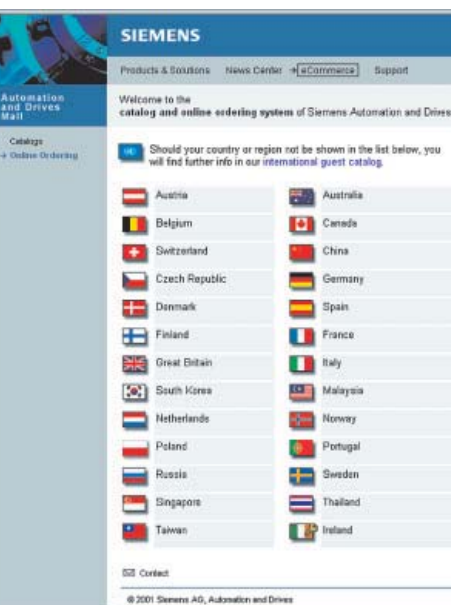 SIEMENS
Products & Solutions News Center → eCommerce Support
Automation
and Drives
Mall
Catalogs
→ Online Ordering
Welcome to the
catalog and online ordering system of Siemens Automation and Drives
Should your country or region not be shown in the list below, you
will find further info in our international guest catalog.
Austria Australia
Belgium Canada
Switzerland China
Czech Republic Germany
Denmark Spain
Finland France
Great Britain Italy
South Korea Malaysia
Netherlands Norway
Poland Portugal
Russia Sweden
Singapore Thailand
Taiwan Ireland
Contact
© 2001 Siemens AG, Automation and Drives